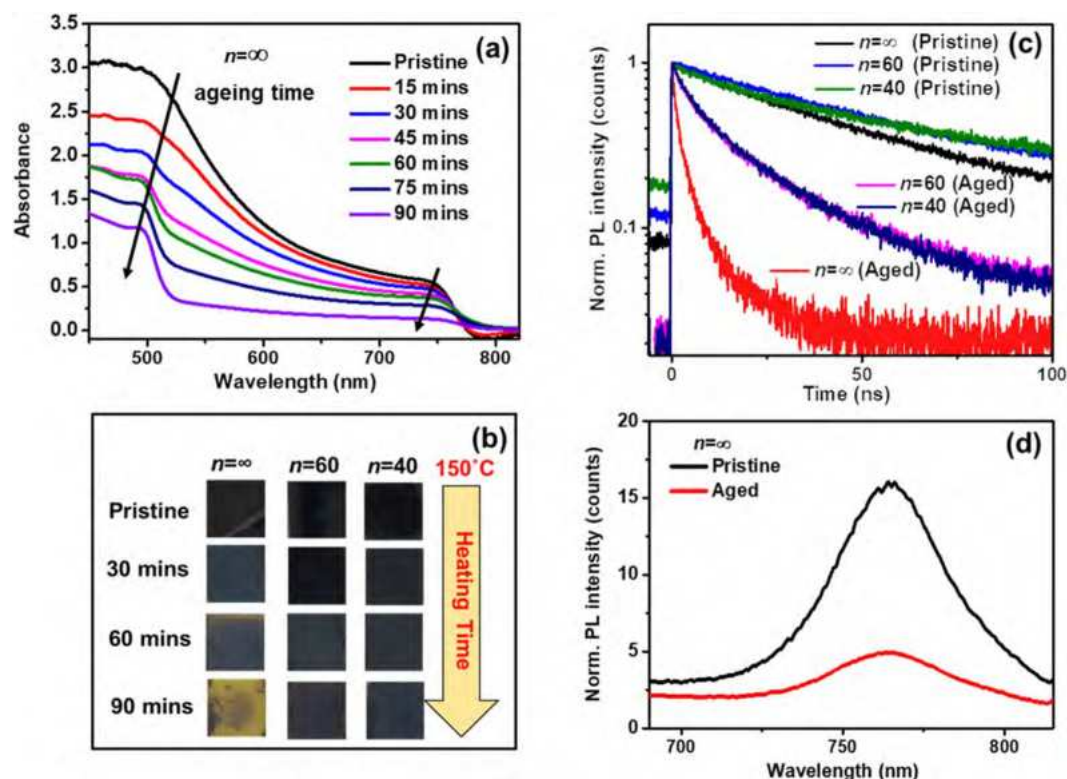 (a)
n=∞
ageing time
Pristine
15 mins
30 mins
45 mins
60 mins
75 mins
90 mins
3.5
3.0
2.5
2.0
1.5
1.0
0.5
0.0
Absorbance
500
600
700
800
Wavelength (nm)
(c)
n=∞ (Pristine)
n=60 (Pristine)
n=40 (Pristine)
n=60 (Aged)
n=40 (Aged)
n=∞ (Aged)
1
0.1
Norm. PL intensity (counts)
0
25
50
75
100
Time (ns)
(b)
n=∞ n=60 n=40 150°C
Pristine
30 mins
60 mins
90 mins
Heating Time
(d)
n=∞
Pristine
Aged
20
15
10
5
0
Norm. PL intensity (counts)
700
750
800
Wavelength (nm)